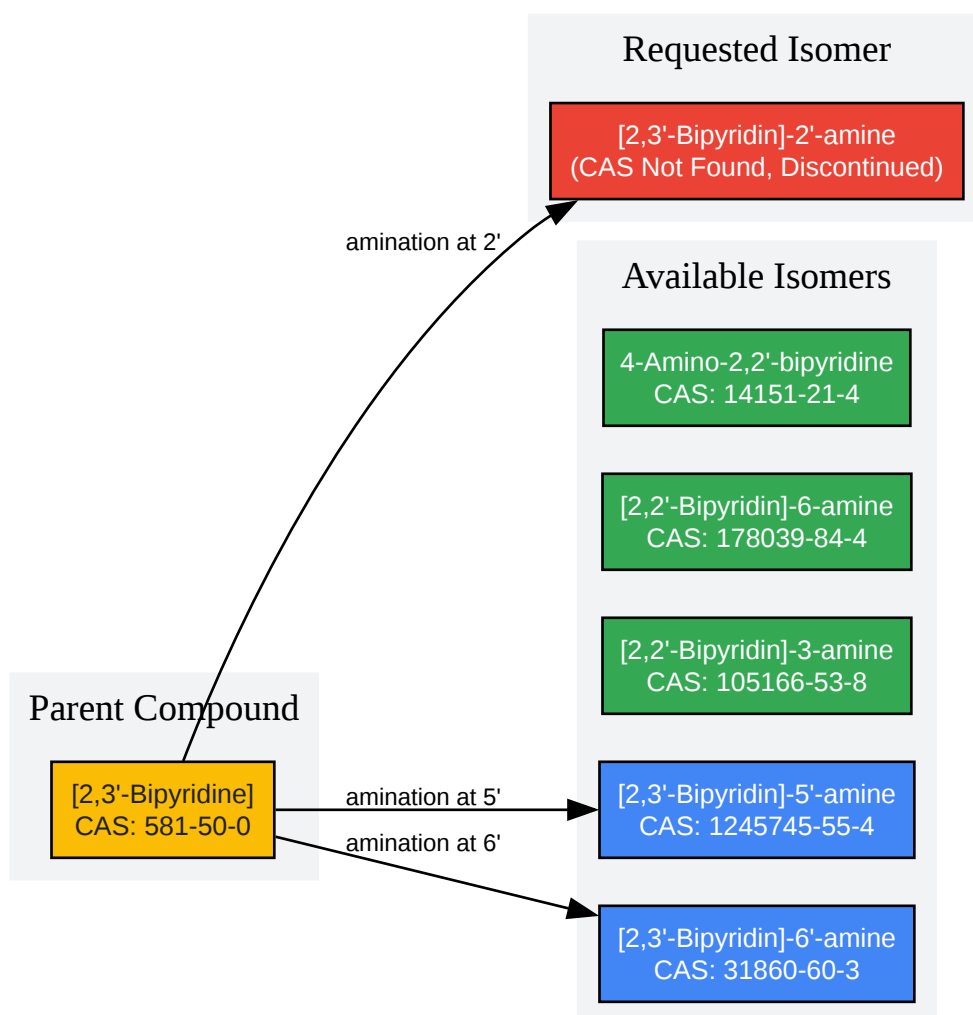 Requested Isomer
[2,3'-Bipyridin]-2'-amine
(CAS Not Found, Discontinued)
amination at 2'
Available Isomers
4-Amino-2,2'-bipyridine
CAS: 14151-21-4
[2,2'-Bipyridin]-6-amine
CAS: 178039-84-4
[2,2'-Bipyridin]-3-amine
CAS: 105166-53-8
Parent Compound
[2,3'-Bipyridine]
CAS: 581-50-0
amination at 5'
[2,3'-Bipyridin]-5'-amine
CAS: 1245745-55-4
amination at 6'
[2,3'-Bipyridin]-6'-amine
CAS: 31860-60-3